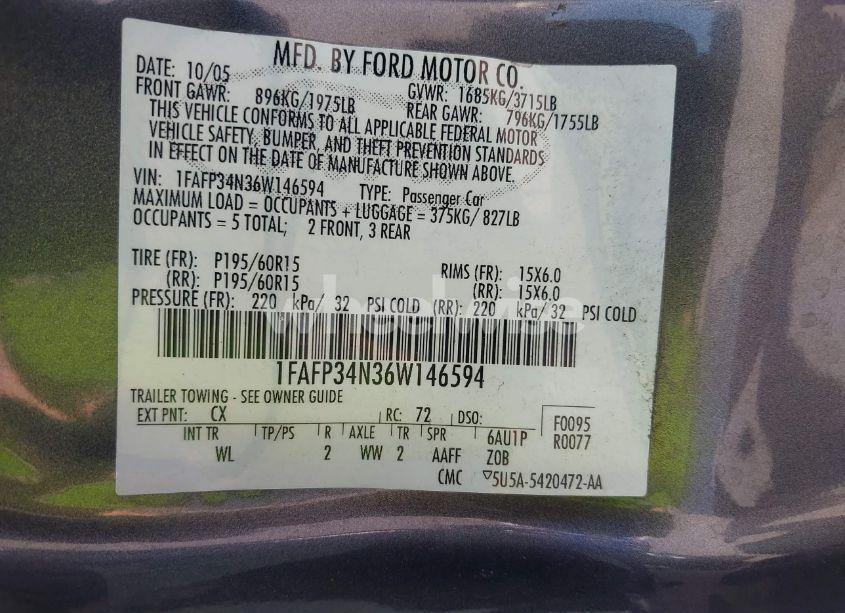 MFD. BY FORD MOTOR CO.
DATE: 10/05 GVWR: 1685KG/3715LB
FRONT GAWR: 896KG/1975LB REAR GAWR: 796KG/1755LB
THIS VEHICLE CONFORMS TO ALL APPLICABLE FEDERAL MOTOR
VEHICLE SAFETY, BUMPER, AND THEFT PREVENTION STANDARDS
IN EFFECT ON THE DATE OF MANUFACTURE SHOWN ABOVE.
VIN: 1FAFP34N36W146594 TYPE: Passenger Car
MAXIMUM LOAD = OCCUPANTS + LUGGAGE = 375KG/ 827LB
OCCUPANTS = 5 TOTAL; 2 FRONT, 3 REAR
TIRE (FR): P195/60R15 RIMS (FR): 15X6.0
(RR): P195/60R15 (RR): 15X6.0
PRESSURE (FR): 220 kPa/ 32 PSI COLD (RR): 220 kPa/ 32 PSI COLD
wheelwise
1FAFP34N36W146594
TRAILER TOWING - SEE OWNER GUIDE
EXT PNT: CX RC: 72 DSO: F0095
INT TR TP/PS R AXLE TR SPR 6AU1P R0077
WL 2 WW 2 AAFF Z0B
CMC ▽5U5A-5420472-AA